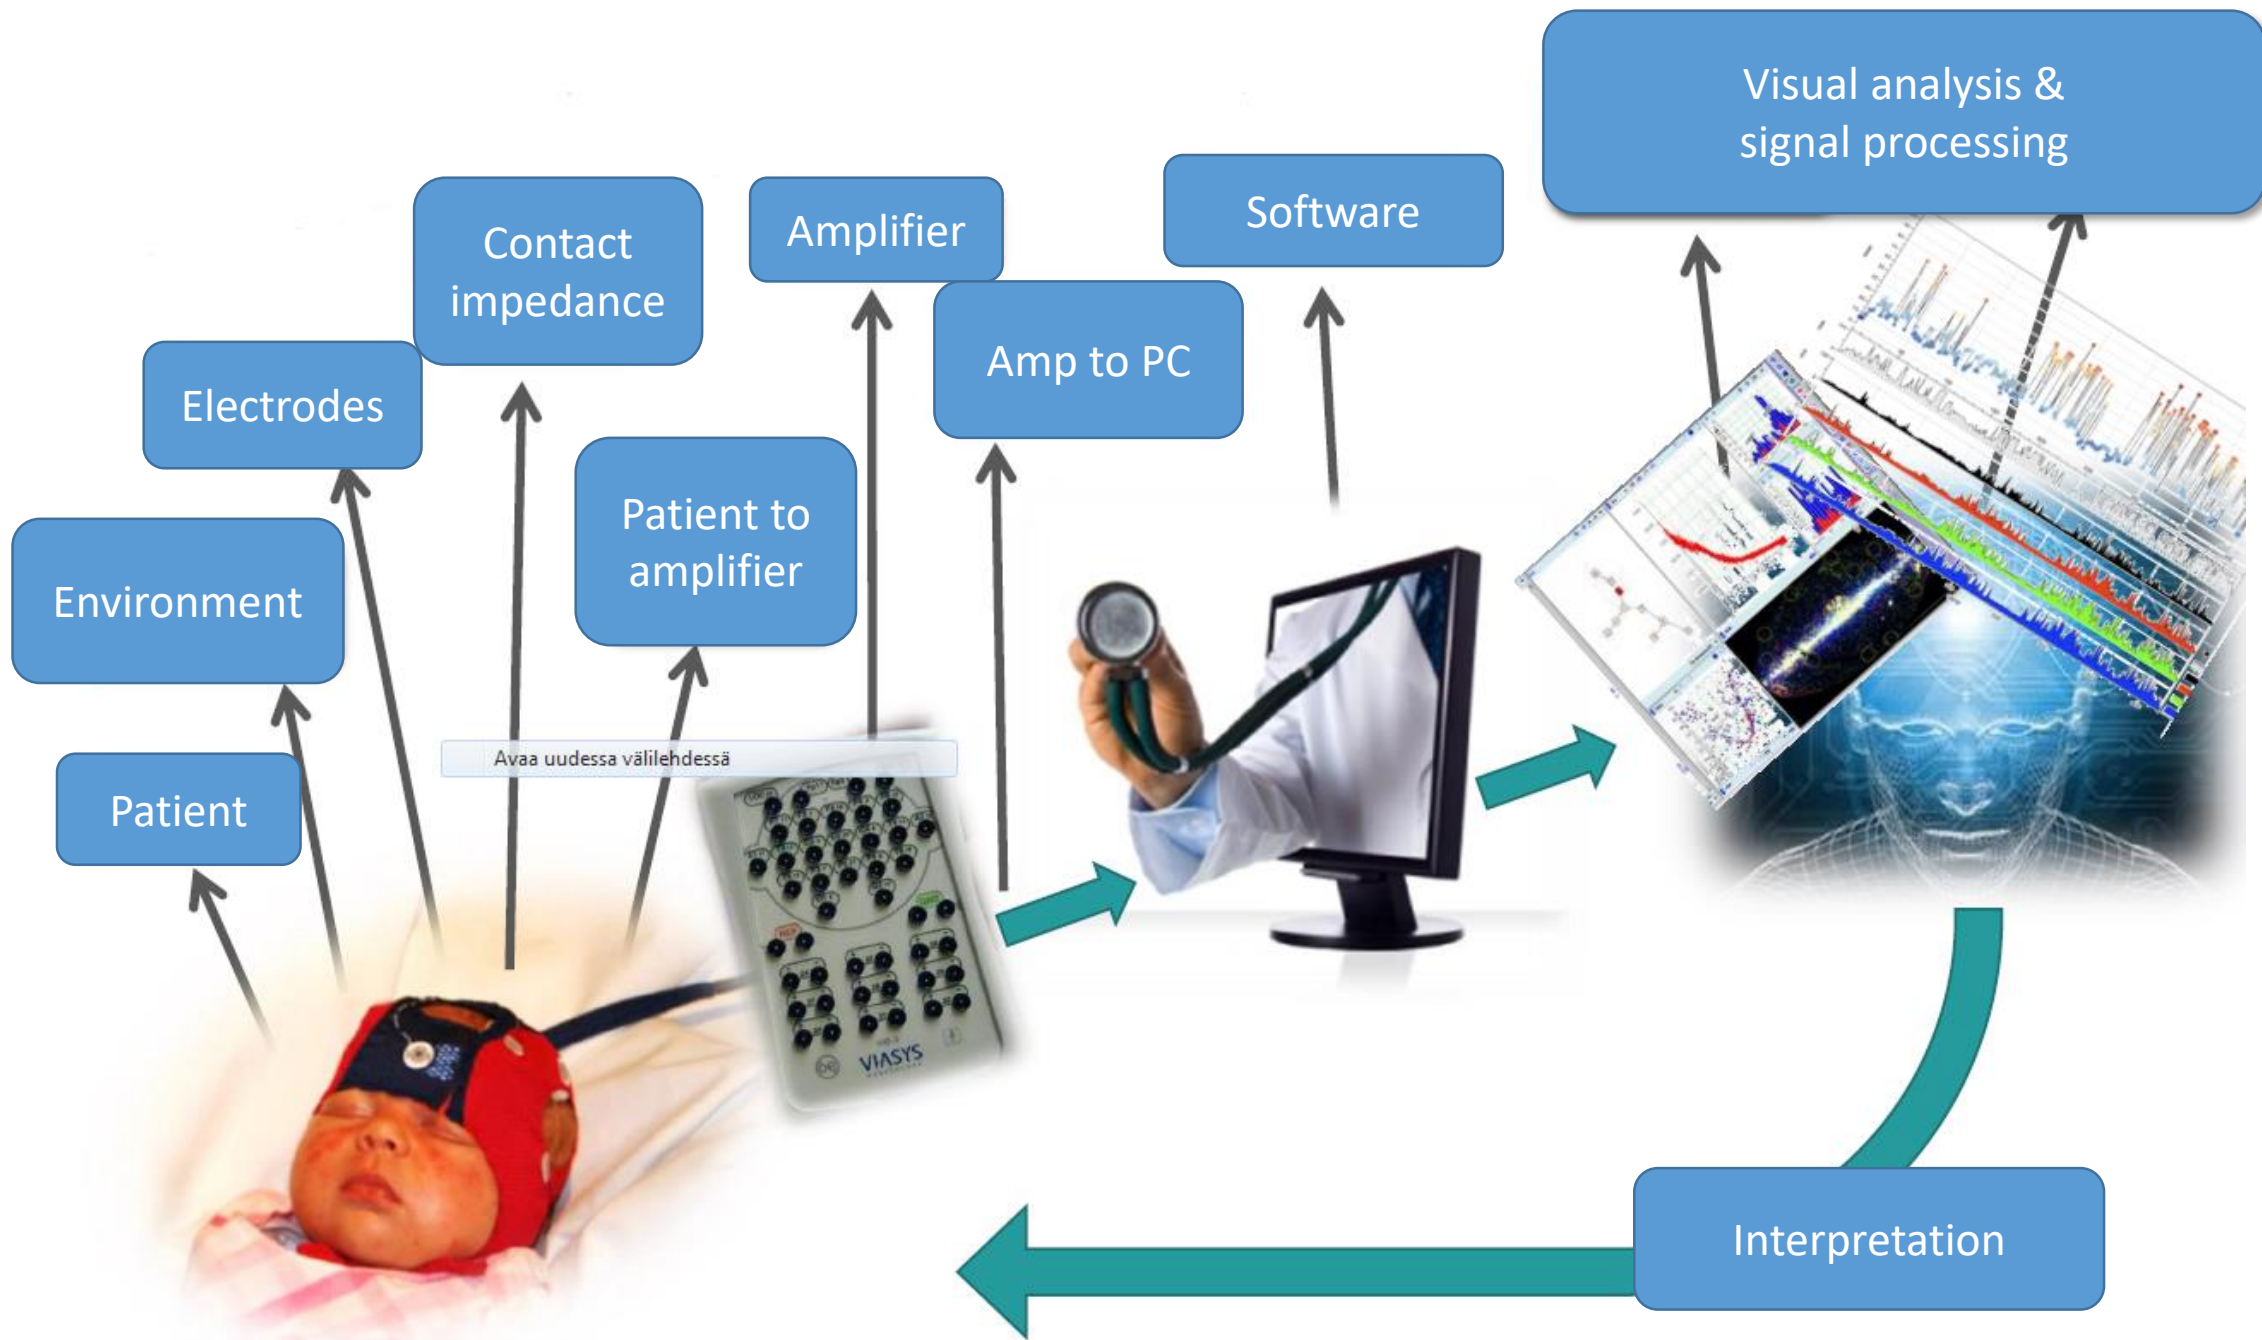 Visual analysis &
signal processing
Software
Amplifier
Contact
impedance
Amp to PC
Electrodes
Patient to
amplifier
Environment
Avaa uudessa välilehdessä
Patient
VIASYS
Interpretation